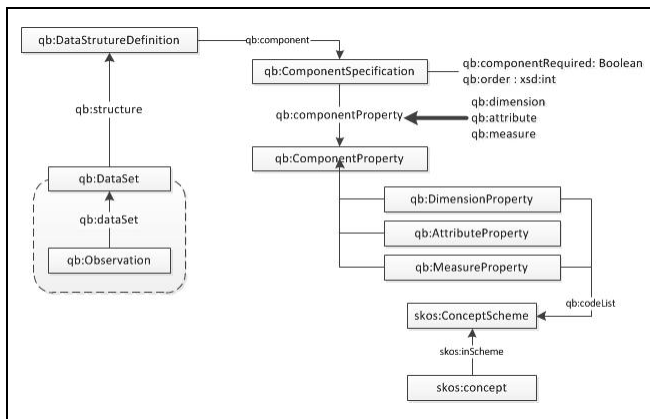 qb:DataStrutureDefinition
qb:component
qb:ComponentSpecification
qb:componentRequired: Boolean
qb:order : xsd:int
qb:structure
qb:componentProperty
qb:dimension
qb:attribute
qb:measure
qb:ComponentProperty
qb:DataSet
qb:dataSet
qb:Observation
qb:DimensionProperty
qb:AttributeProperty
qb:MeasureProperty
qb:codeList
skos:ConceptScheme
skos:inScheme
skos:concept